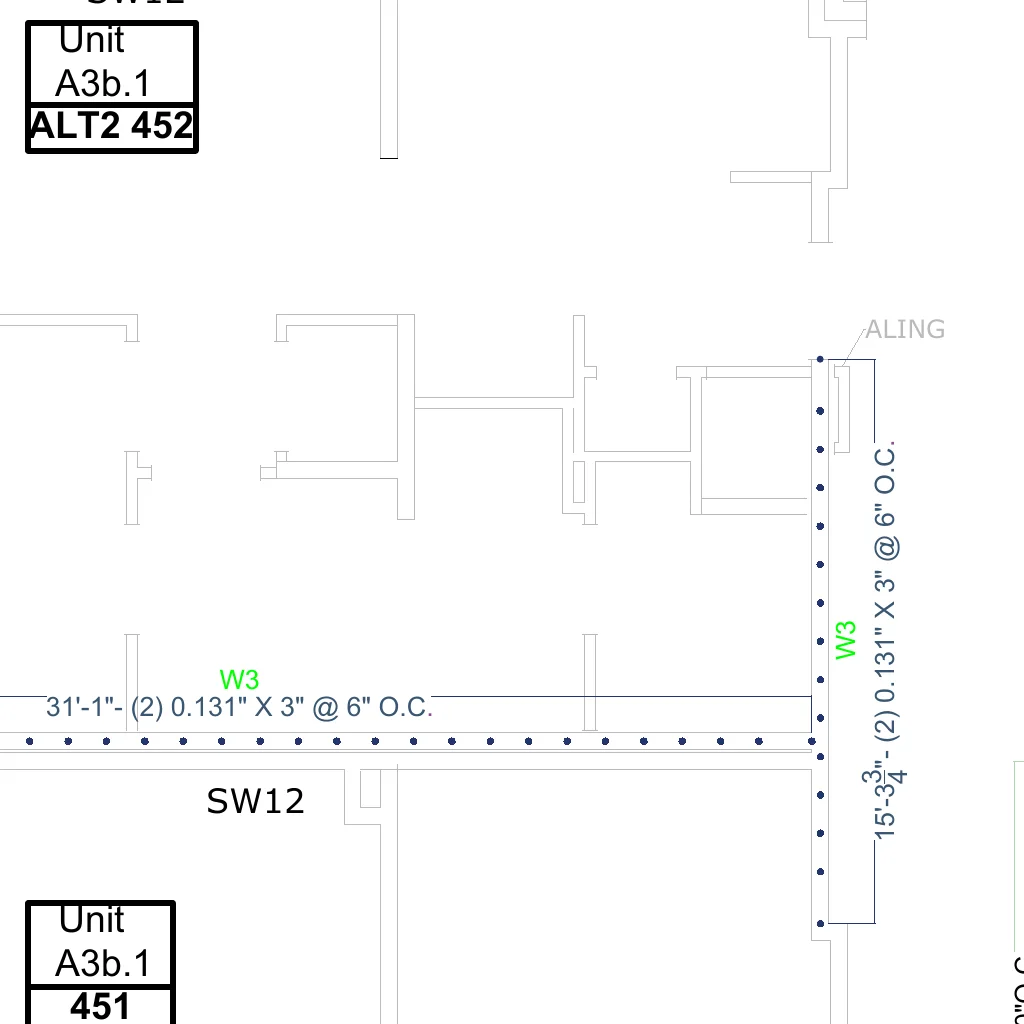 SW12
Unit
A3b.1
ALT2 452
ALING
W3
31'-1"- (2) 0.131" X 3" @ 6" O.C.
W3
15'-3 3/4"- (2) 0.131" X 3" @ 6" O.C.
SW12
Unit
A3b.1
451